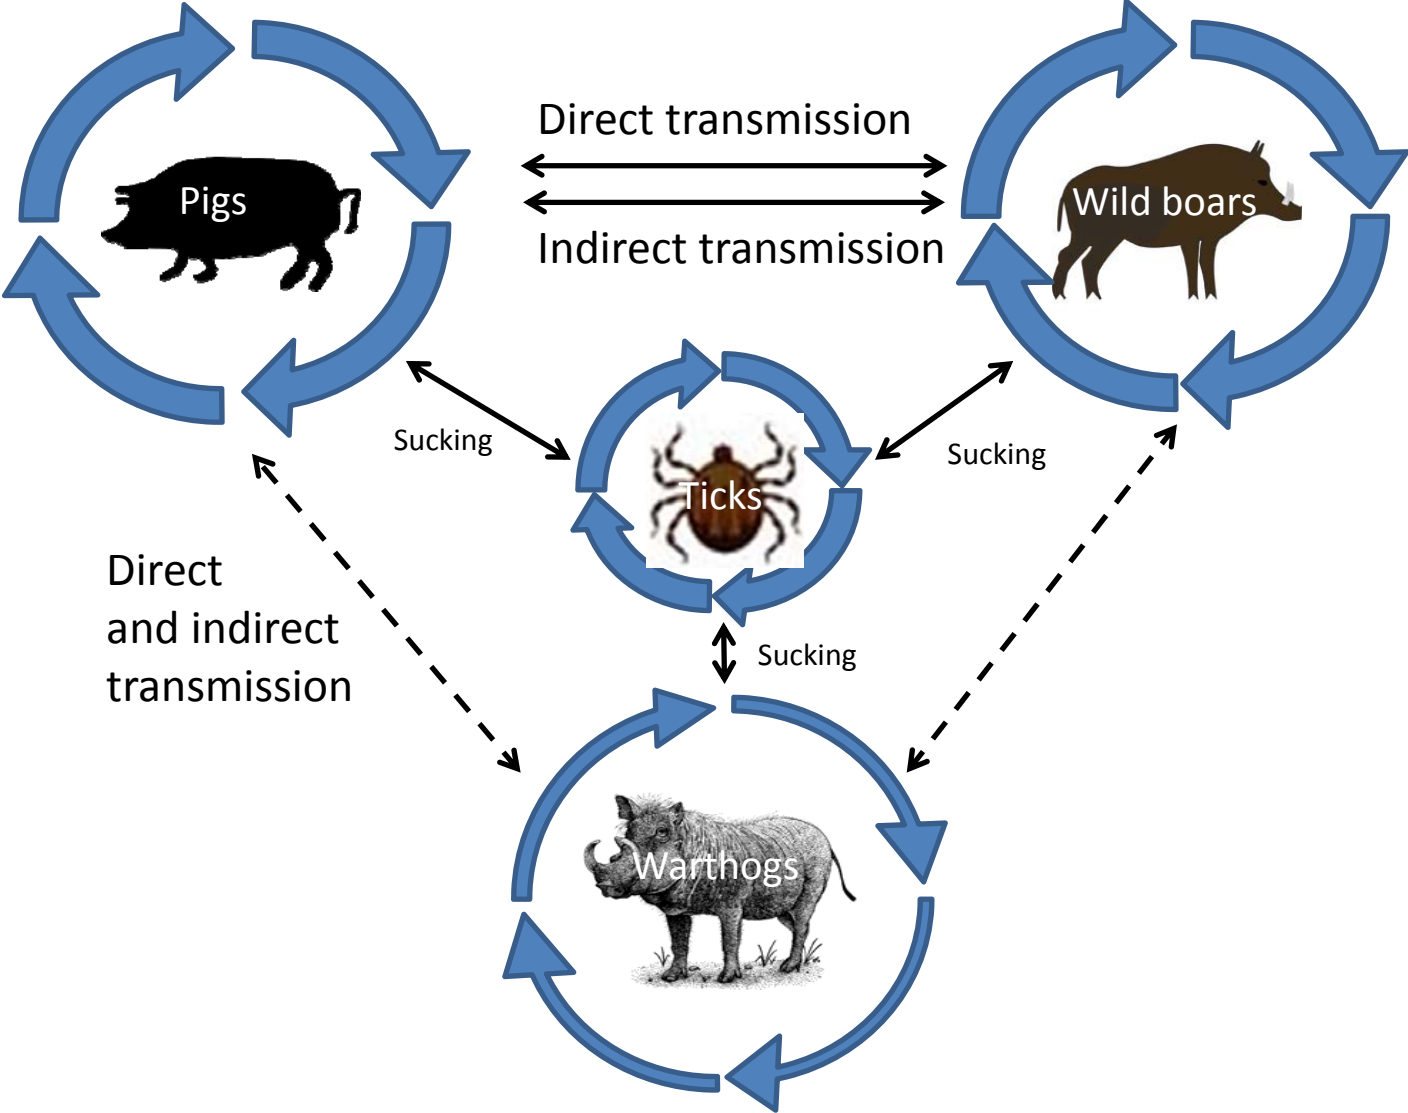 Direct transmission
Pigs
Wild boars
Indirect transmission
Sucking
Sucking
Ticks
Direct
and indirect
transmission
Sucking
Warthogs